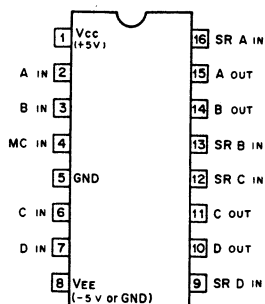 1 VCC (+5V)
16 SR A IN
A IN 2
15 A OUT
B IN 3
14 B OUT
MC IN 4
13 SR B IN
5 GND
12 SR C IN
C IN 6
11 C OUT
D IN 7
10 D OUT
8 VEE (-5 V or GND)
9 SR D IN